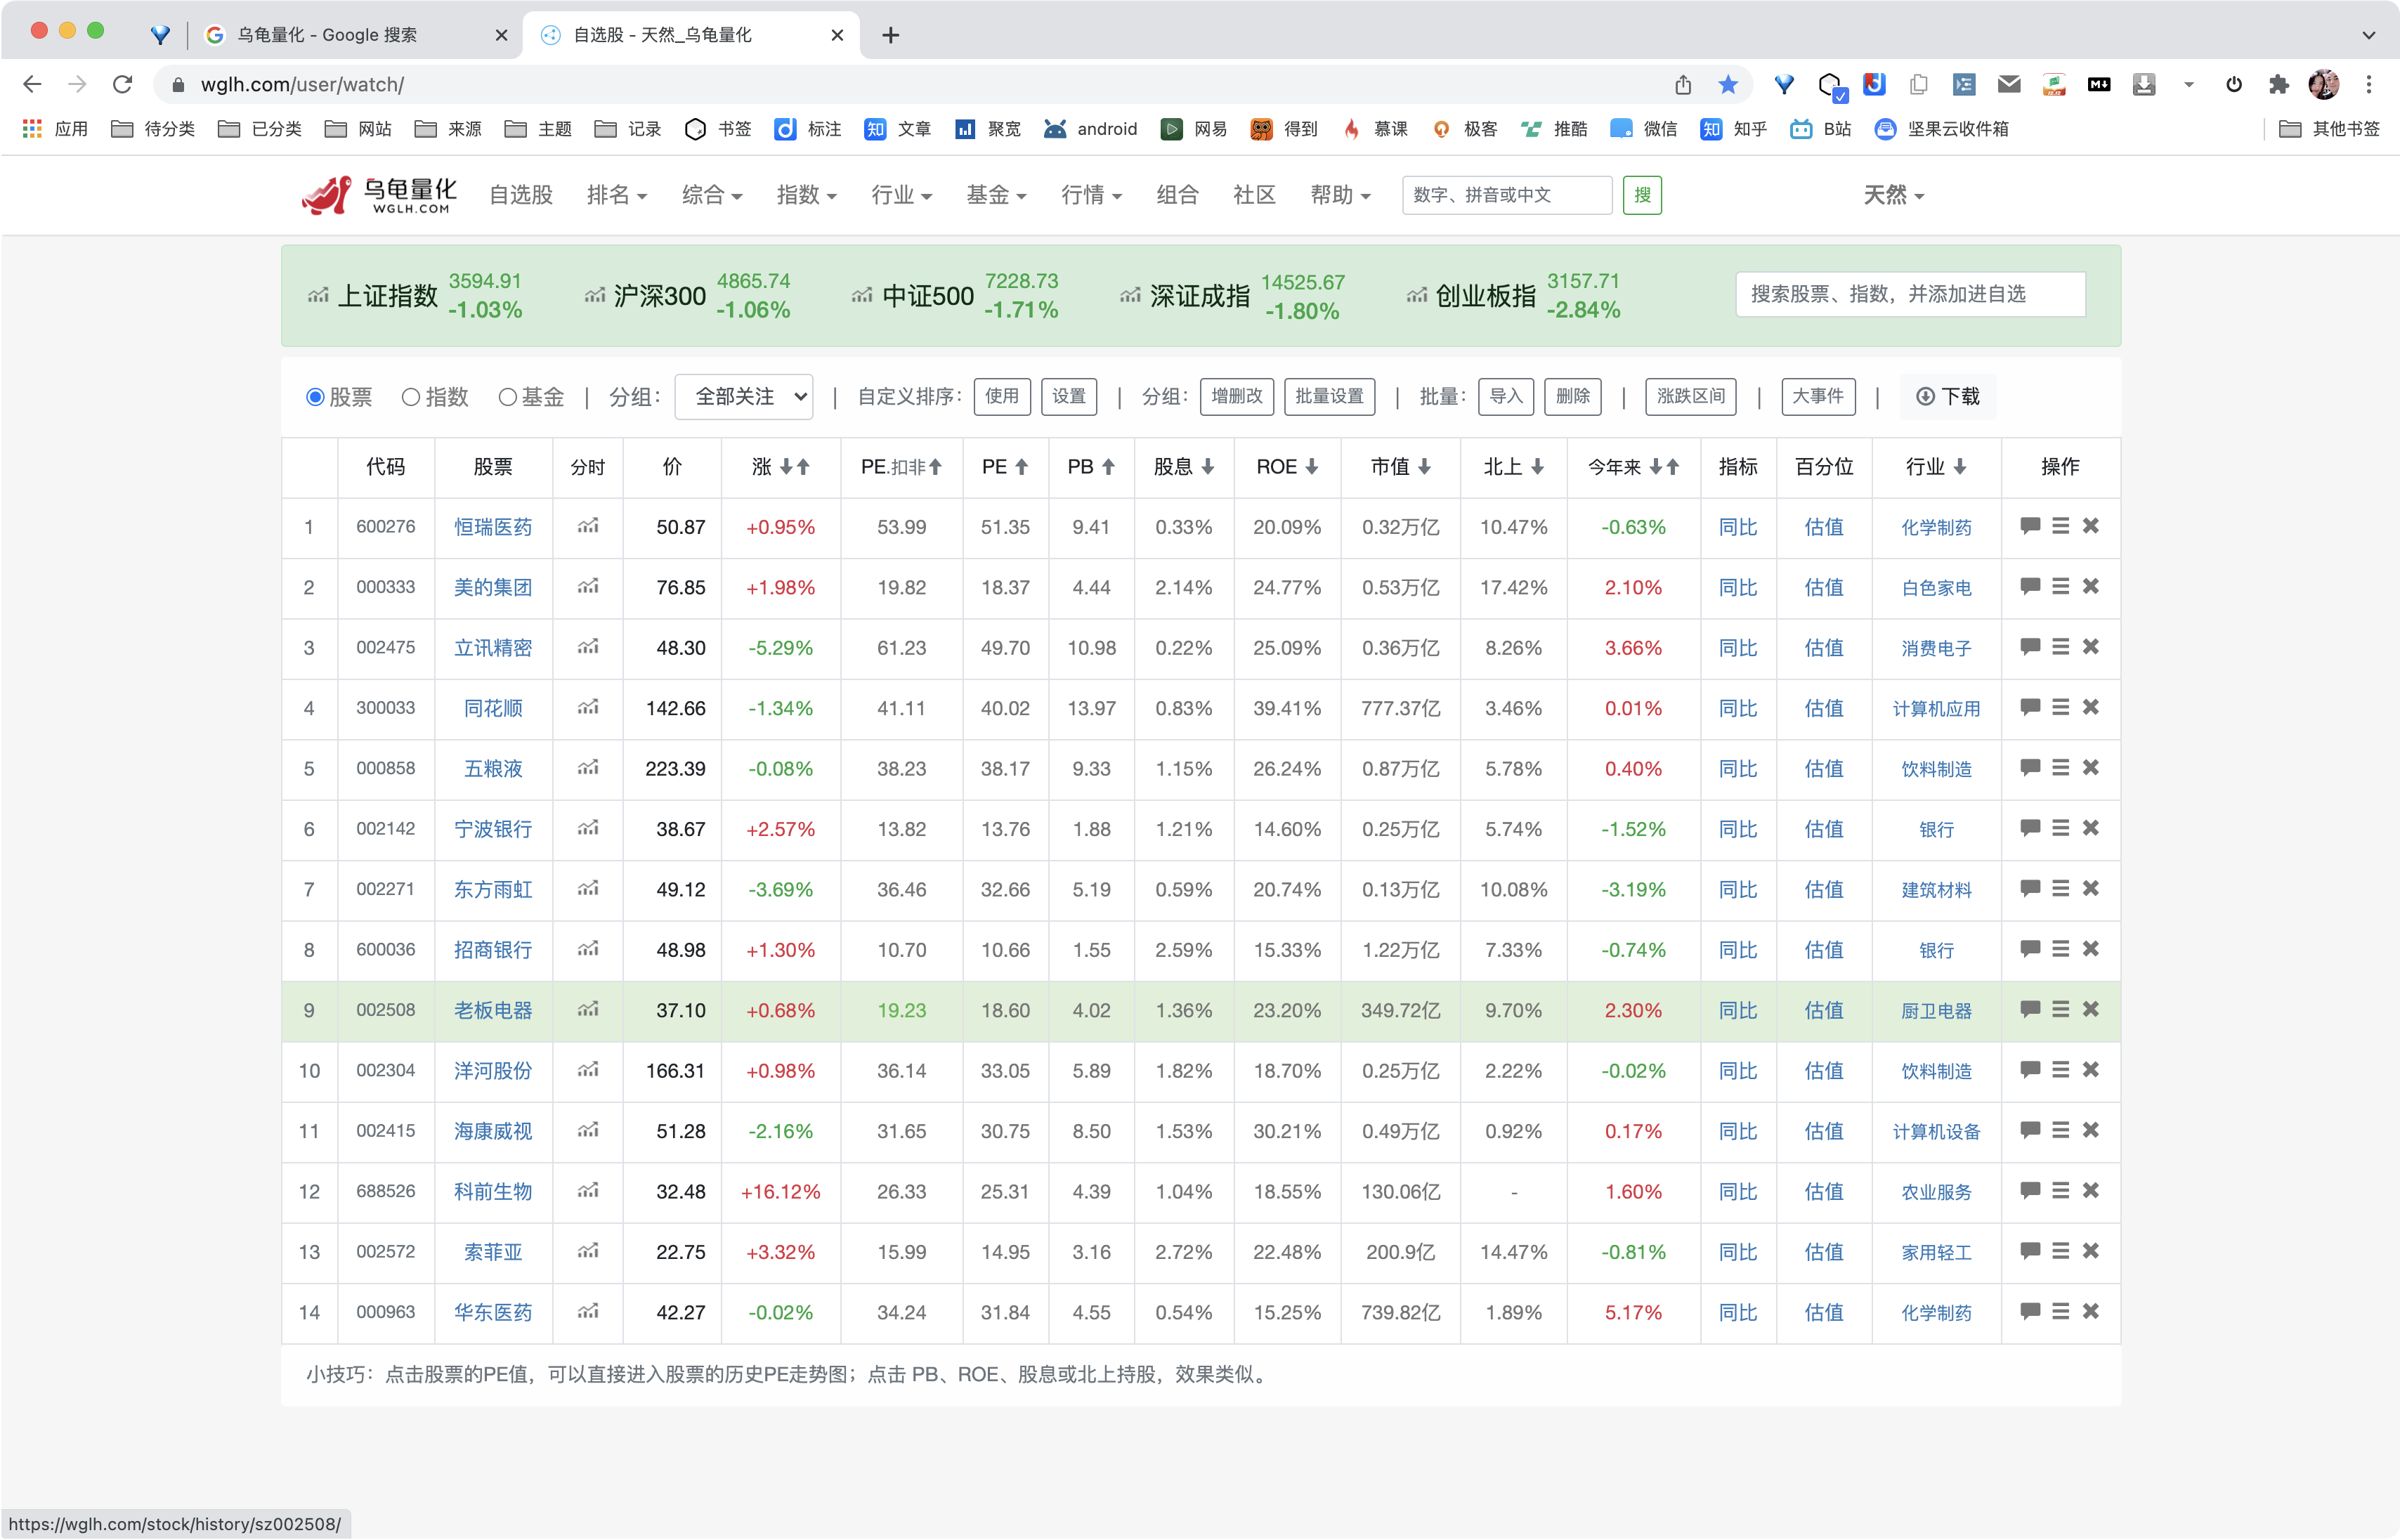 乌龟量化 - Google 搜索
自选股 - 天然_乌龟量化
wglh.com/user/watch/
应用 待分类 已分类 网站 来源 主题 记录 书签 标注 文章 聚宽 android 网易 得到 慕课 极客 推酷 微信 知乎 B站 坚果云收件箱 其他书签
乌龟量化 WGLH.COM 自选股 排名 综合 指数 行业 基金 行情 组合 社区 帮助 数字、拼音或中文 搜 天然
上证指数 3594.91 -1.03% 沪深300 4865.74 -1.06% 中证500 7228.73 -1.71% 深证成指 14525.67 -1.80% 创业板指 3157.71 -2.84% 搜索股票、指数，并添加进自选
股票 指数 基金 | 分组： 全部关注 | 自定义排序： 使用 设置 | 分组： 增删改 批量设置 | 批量： 导入 删除 | 涨跌区间 | 大事件 | 下载
代码 股票 分时 价 涨 PE.扣非 PE PB 股息 ROE 市值 北上 今年来 指标 百分位 行业 操作
1 600276 恒瑞医药 50.87 +0.95% 53.99 51.35 9.41 0.33% 20.09% 0.32万亿 10.47% -0.63% 同比 估值 化学制药
2 000333 美的集团 76.85 +1.98% 19.82 18.37 4.44 2.14% 24.77% 0.53万亿 17.42% 2.10% 同比 估值 白色家电
3 002475 立讯精密 48.30 -5.29% 61.23 49.70 10.98 0.22% 25.09% 0.36万亿 8.26% 3.66% 同比 估值 消费电子
4 300033 同花顺 142.66 -1.34% 41.11 40.02 13.97 0.83% 39.41% 777.37亿 3.46% 0.01% 同比 估值 计算机应用
5 000858 五粮液 223.39 -0.08% 38.23 38.17 9.33 1.15% 26.24% 0.87万亿 5.78% 0.40% 同比 估值 饮料制造
6 002142 宁波银行 38.67 +2.57% 13.82 13.76 1.88 1.21% 14.60% 0.25万亿 5.74% -1.52% 同比 估值 银行
7 002271 东方雨虹 49.12 -3.69% 36.46 32.66 5.19 0.59% 20.74% 0.13万亿 10.08% -3.19% 同比 估值 建筑材料
8 600036 招商银行 48.98 +1.30% 10.70 10.66 1.55 2.59% 15.33% 1.22万亿 7.33% -0.74% 同比 估值 银行
9 002508 老板电器 37.10 +0.68% 19.23 18.60 4.02 1.36% 23.20% 349.72亿 9.70% 2.30% 同比 估值 厨卫电器
10 002304 洋河股份 166.31 +0.98% 36.14 33.05 5.89 1.82% 18.70% 0.25万亿 2.22% -0.02% 同比 估值 饮料制造
11 002415 海康威视 51.28 -2.16% 31.65 30.75 8.50 1.53% 30.21% 0.49万亿 0.92% 0.17% 同比 估值 计算机设备
12 688526 科前生物 32.48 +16.12% 26.33 25.31 4.39 1.04% 18.55% 130.06亿 - 1.60% 同比 估值 农业服务
13 002572 索菲亚 22.75 +3.32% 15.99 14.95 3.16 2.72% 22.48% 200.9亿 14.47% -0.81% 同比 估值 家用轻工
14 000963 华东医药 42.27 -0.02% 34.24 31.84 4.55 0.54% 15.25% 739.82亿 1.89% 5.17% 同比 估值 化学制药
小技巧：点击股票的PE值，可以直接进入股票的历史PE走势图；点击 PB、ROE、股息或北上持股，效果类似。
https://wglh.com/stock/history/sz002508/